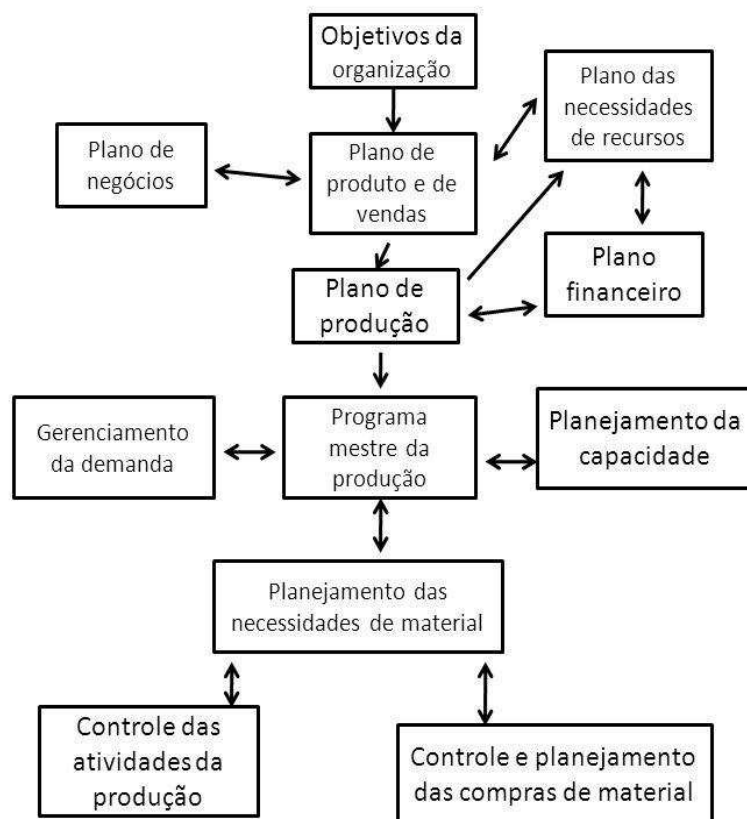 Objetivos da
organização
Plano das
necessidades
de recursos
Plano de
negócios
Plano de
produto e de
vendas
Plano
financeiro
Plano de
produção
Gerenciamento
da demanda
Programa
mestre da
produção
Planejamento da
capacidade
Planejamento das
necessidades de material
Controle das
atividades da
produção
Controle e planejamento
das compras de material